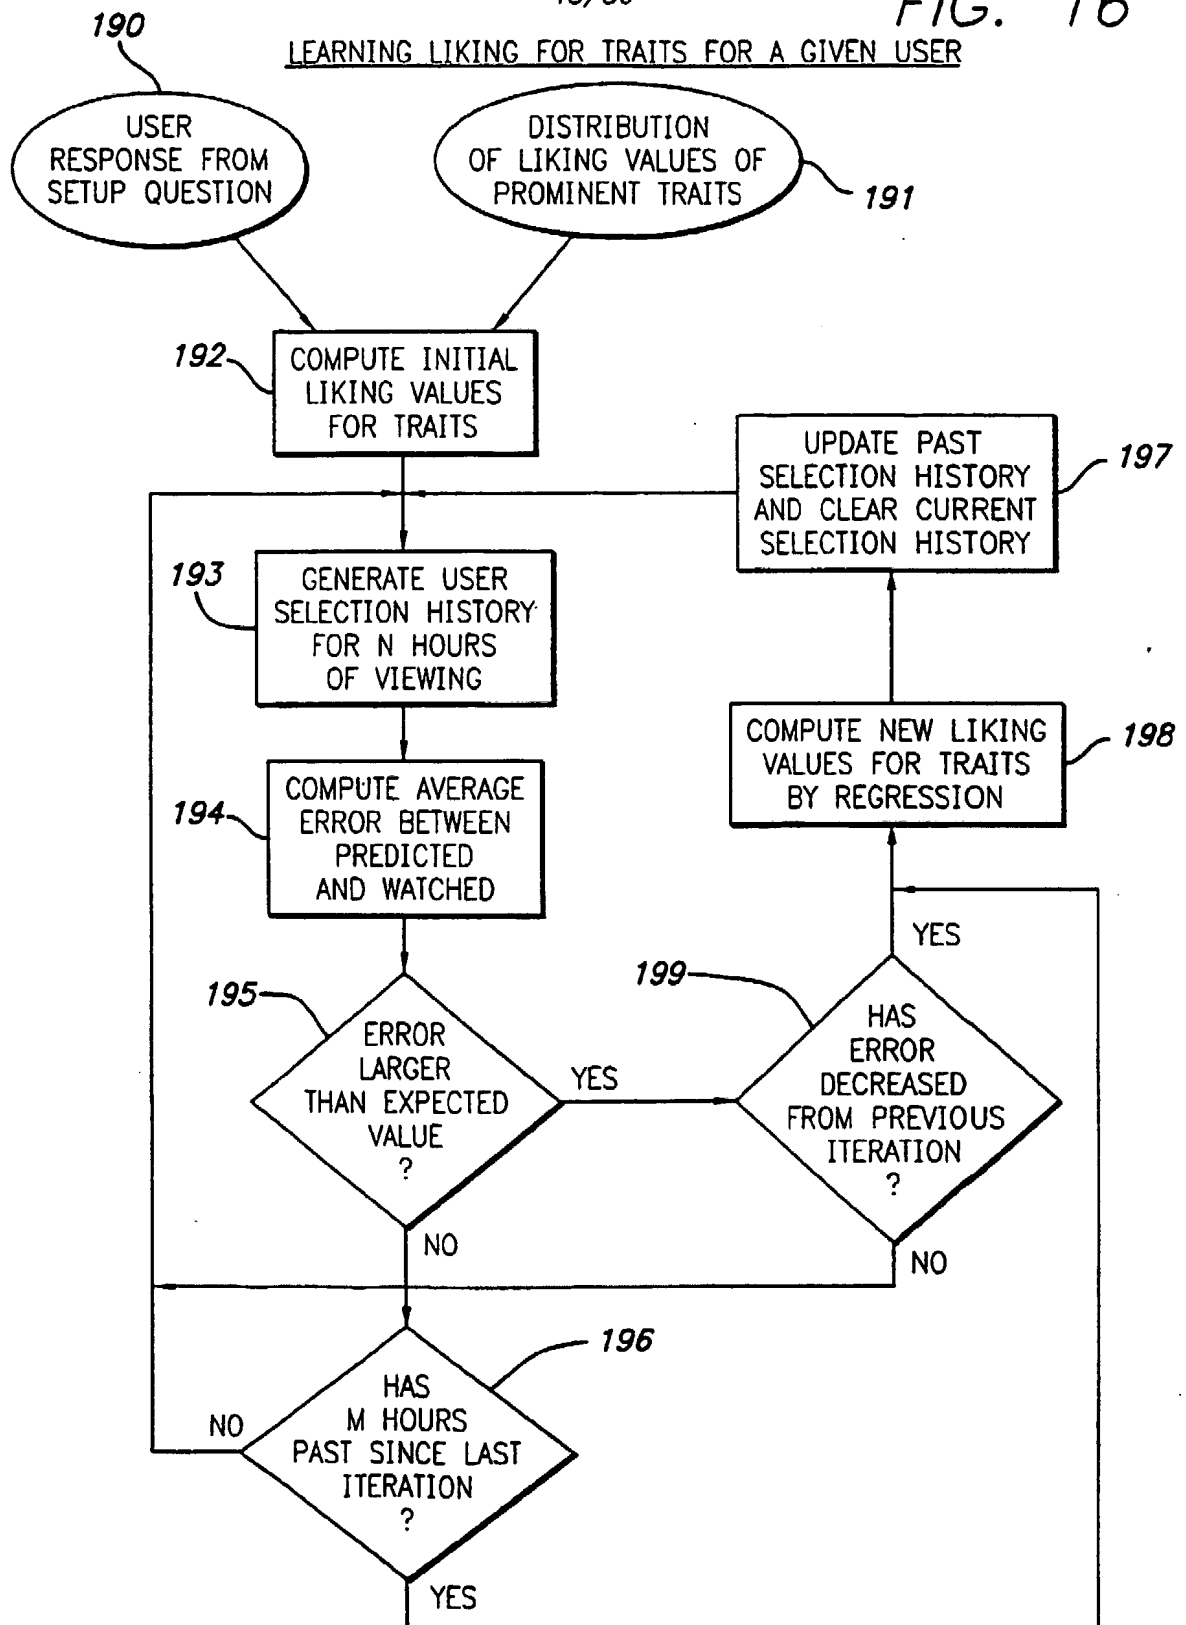 FIG. 16
190
LEARNING LIKING FOR TRAITS FOR A GIVEN USER
USER
RESPONSE FROM
SETUP QUESTION
DISTRIBUTION
OF LIKING VALUES OF
PROMINENT TRAITS
191
192
COMPUTE INITIAL
LIKING VALUES
FOR TRAITS
UPDATE PAST
SELECTION HISTORY
AND CLEAR CURRENT
SELECTION HISTORY
197
193
GENERATE USER
SELECTION HISTORY
FOR N HOURS
OF VIEWING
COMPUTE NEW LIKING
VALUES FOR TRAITS
BY REGRESSION
198
194
COMPUTE AVERAGE
ERROR BETWEEN
PREDICTED
AND WATCHED
195
ERROR
LARGER
THAN EXPECTED
VALUE
?
YES
NO
199
YES
HAS
ERROR
DECREASED
FROM PREVIOUS
ITERATION
?
NO
196
HAS
M HOURS
PAST SINCE LAST
ITERATION
?
NO
YES